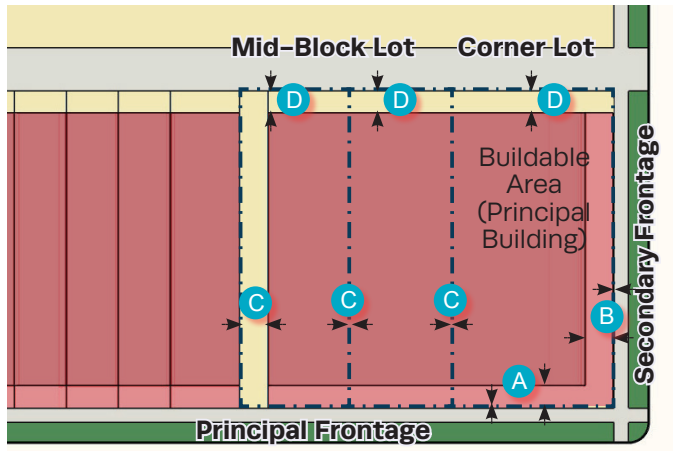 Mid-Block Lot
Corner Lot
D
D
D
Buildable
Area
(Principal
Building)
Secondary Frontage
C
C
C
B
A
Principal Frontage